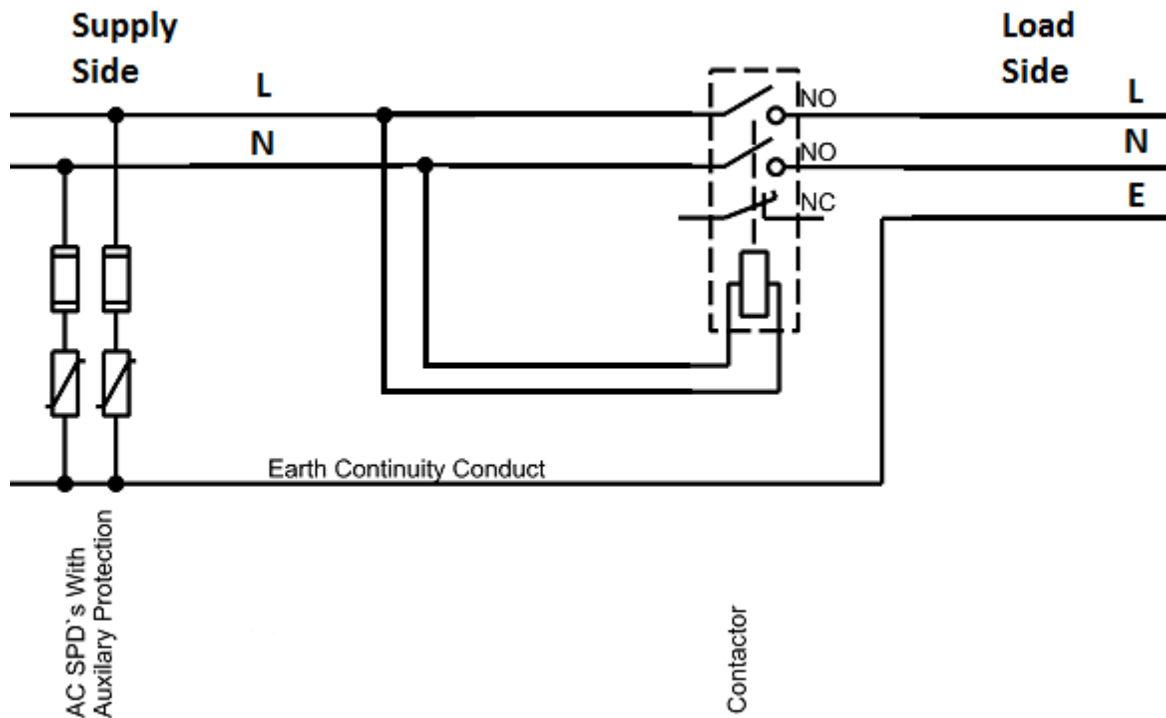 Supply
Side
Load
Side
L
L
NO
N
N
NO
E
NC
Earth Continuity Conduct
AC SPD`s With
Auxilary Protection
Contactor